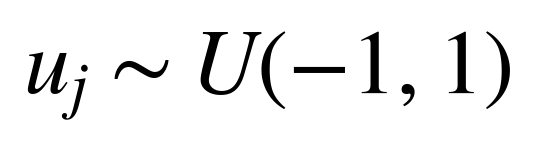 u_j ∼ U(−1, 1)